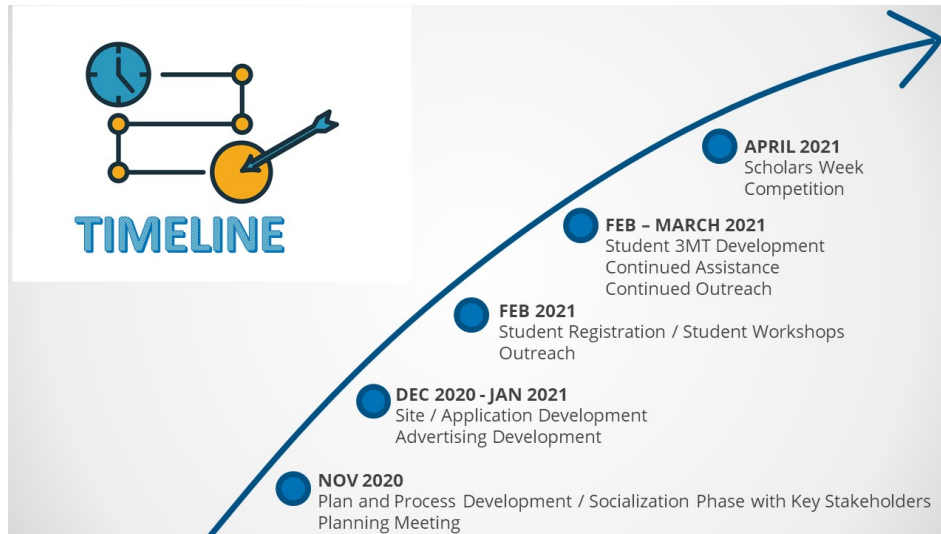 TIMELINE
APRIL 2021
Scholars Week
Competition
FEB – MARCH 2021
Student 3MT Development
Continued Assistance
Continued Outreach
FEB 2021
Student Registration / Student Workshops
Outreach
DEC 2020 - JAN 2021
Site / Application Development
Advertising Development
NOV 2020
Plan and Process Development / Socialization Phase with Key Stakeholders
Planning Meeting